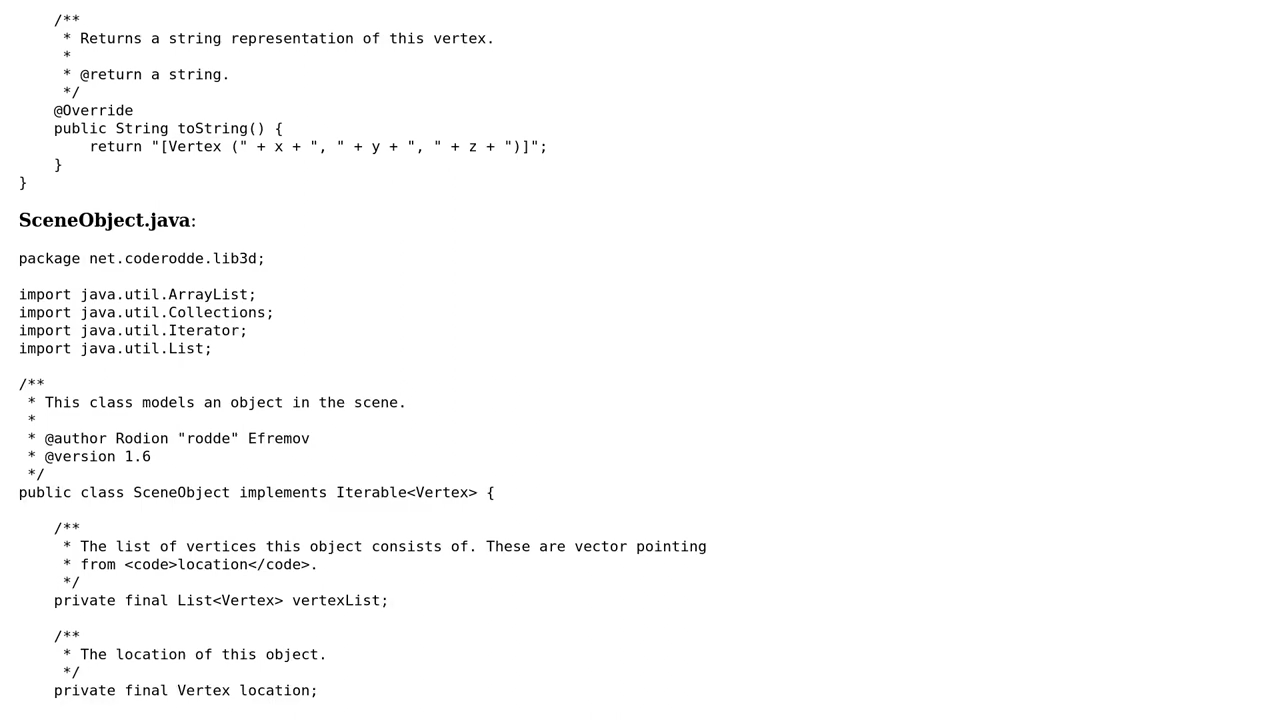 /**
     * Returns a string representation of this vertex.
     *
     * @return a string.
     */
    @Override
    public String toString() {
        return "[Vertex (" + x + ", " + y + ", " + z + ")]";
    }
}
SceneObject.java:
package net.coderodde.lib3d;
import java.util.ArrayList;
import java.util.Collections;
import java.util.Iterator;
import java.util.List;
/**
 * This class models an object in the scene.
 *
 * @author Rodion "rodde" Efremov
 * @version 1.6
 */
public class SceneObject implements Iterable<Vertex> {
    /**
     * The list of vertices this object consists of. These are vector pointing
     * from <code>location</code>.
     */
    private final List<Vertex> vertexList;
    /**
     * The location of this object.
     */
    private final Vertex location;